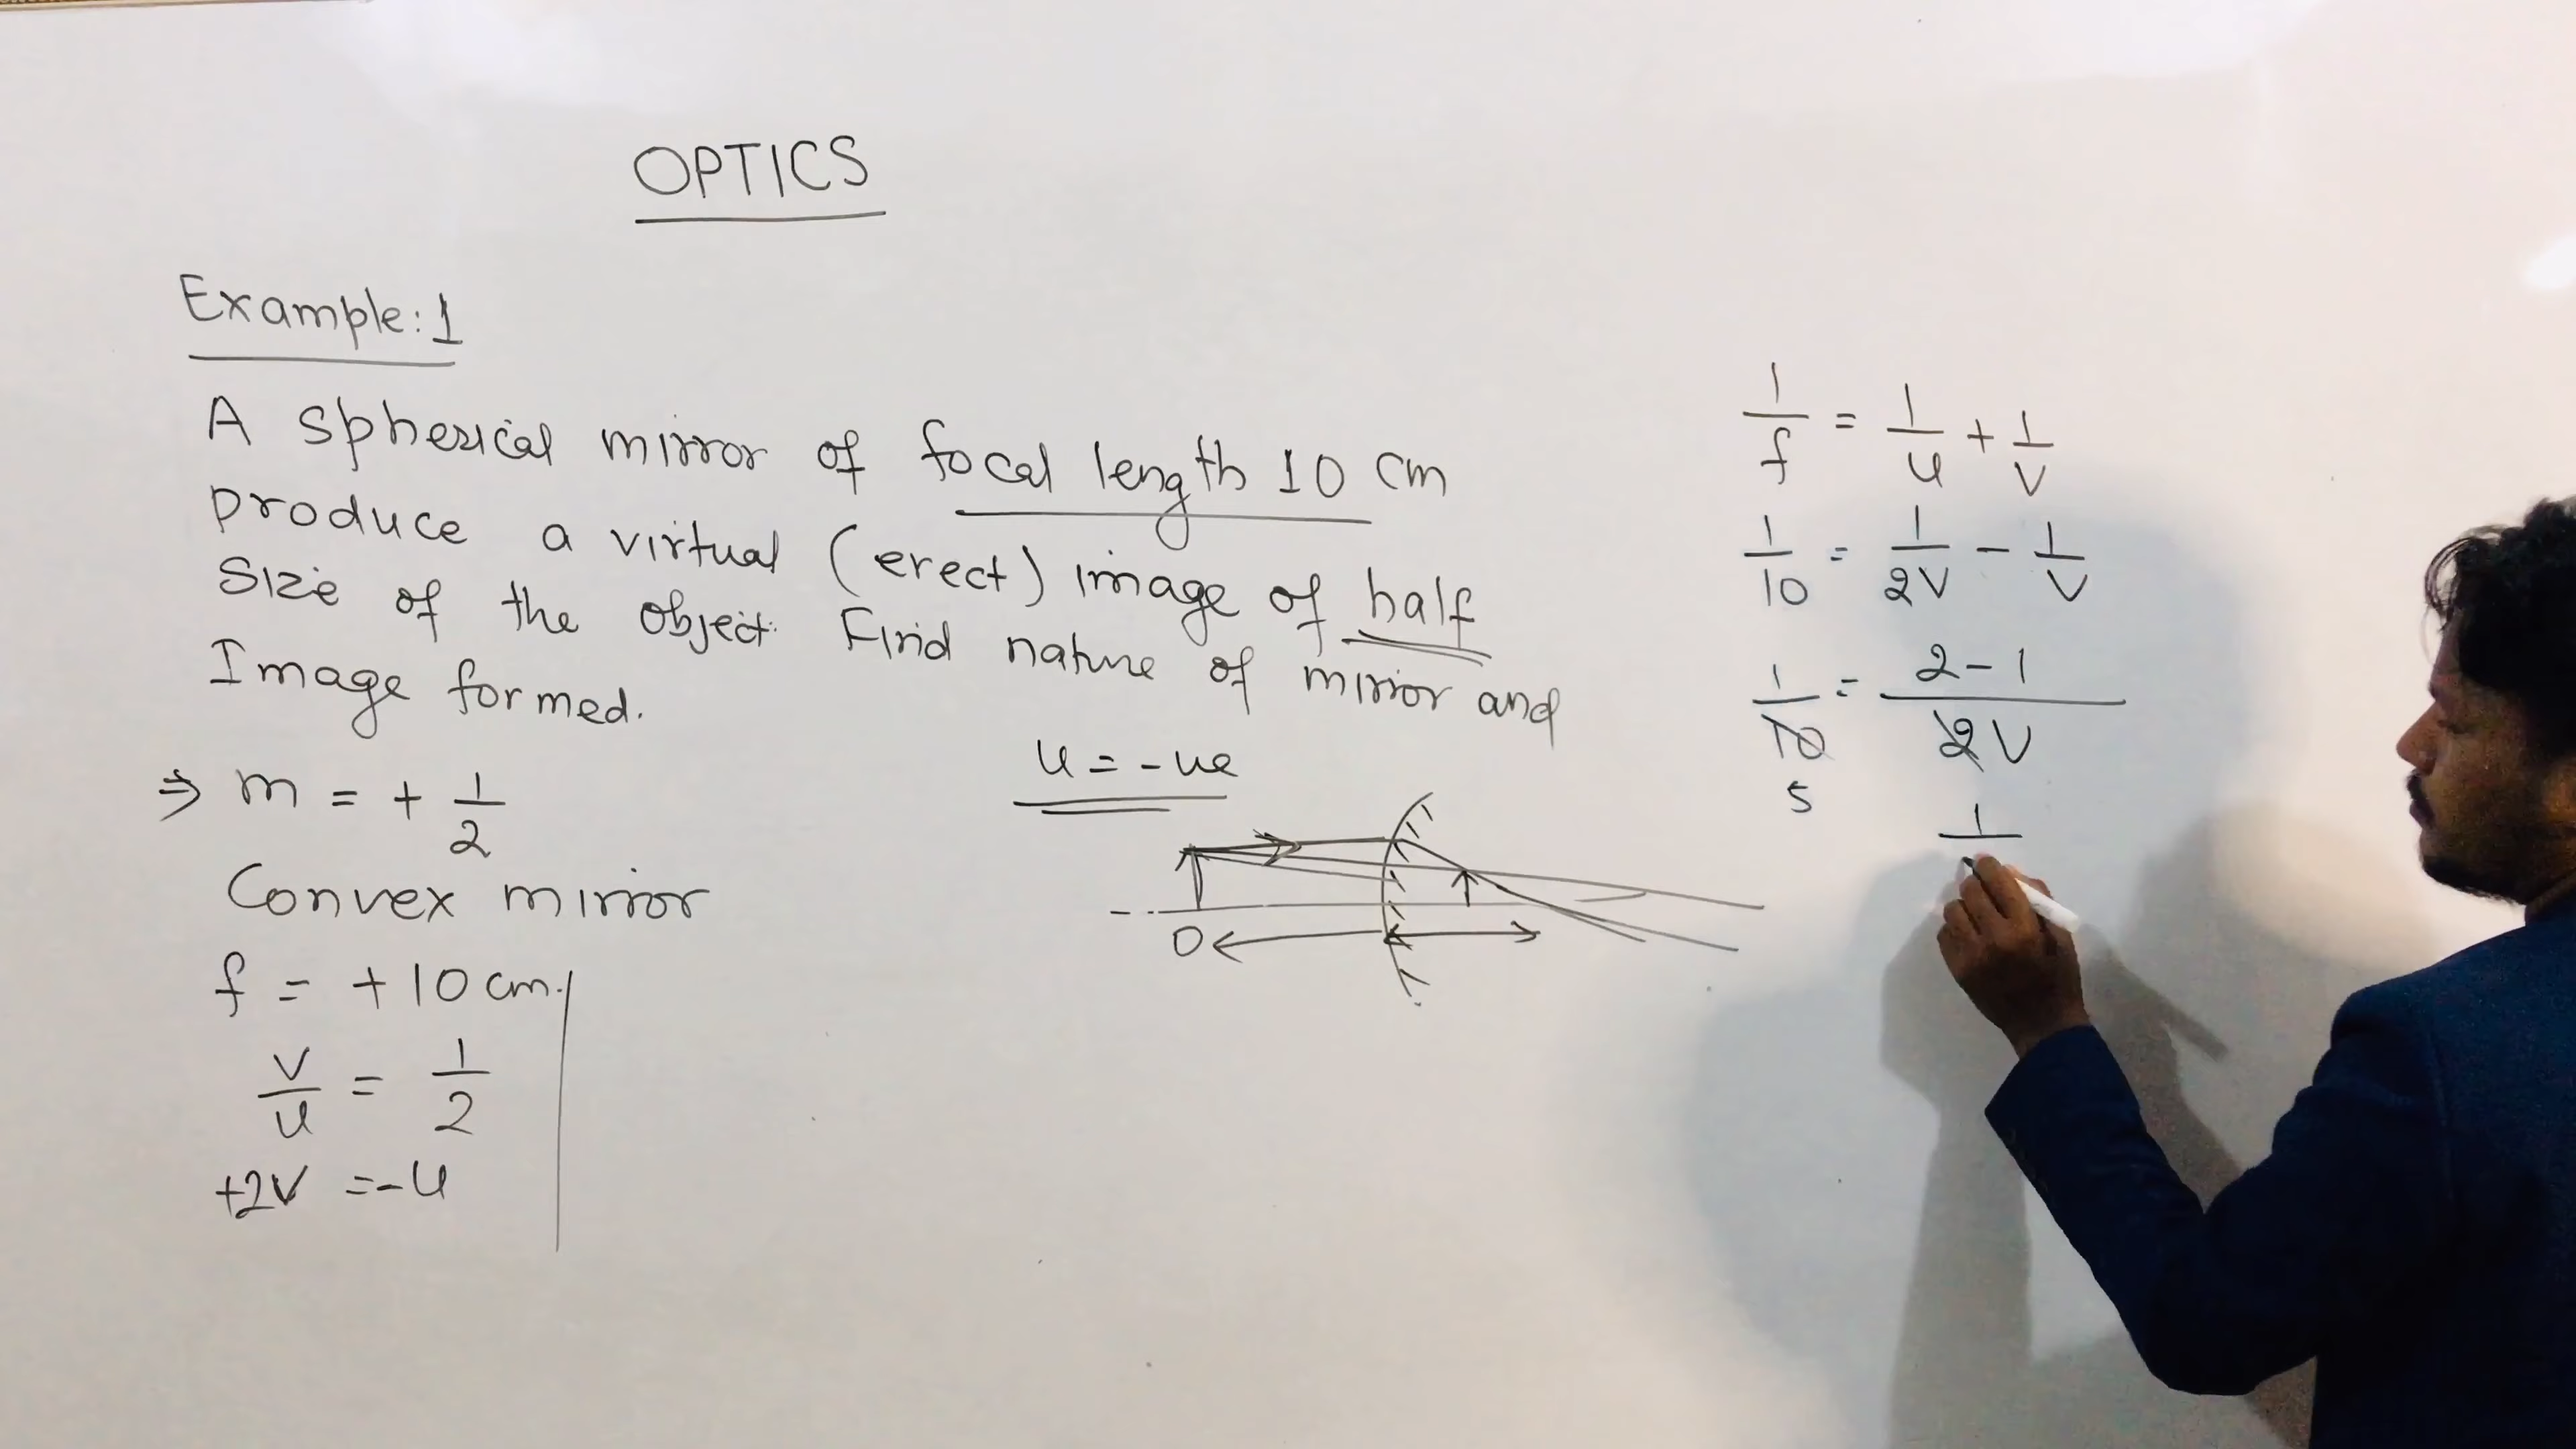 OPTICS
Example: 1
A spherical mirror of focal length 10 cm
produce a virtual (erect) image of half
Size of the object. Find nature of mirror and
Image formed.
⇒ m = + 1/2
Convex mirror
f = +10 cm.
v/u = 1/2
+2v = -u
u = -ve
O
1/f = 1/u + 1/v
1/10 = 1/2v - 1/v
1/10 = 2-1/2v
5
1